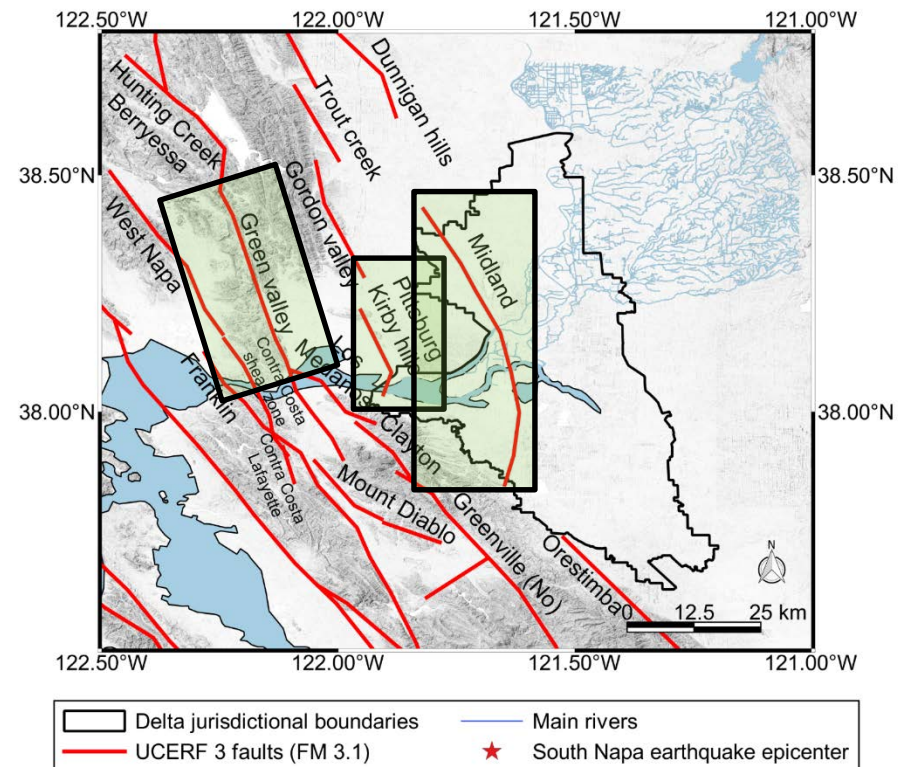 122.50°W
122.00°W
121.50°W
121.00°W
Dunnigan hills
Trout creek
Hunting Creek
Berryessa
Gordon valley
38.50°N
38.50°N
West Napa
Green valley
Midland
Pittsburg
Kirby hills
Los
Medanos
Franklin
Contra Costa
shear zone
38.00°N
38.00°N
Clayton
Contra Costa
Lafayette
Mount Diablo
Greenville (No)
Orestimba
N
0 12.5 25 km
122.50°W
122.00°W
121.50°W
121.00°W
Delta jurisdictional boundaries
Main rivers
UCERF 3 faults (FM 3.1)
South Napa earthquake epicenter